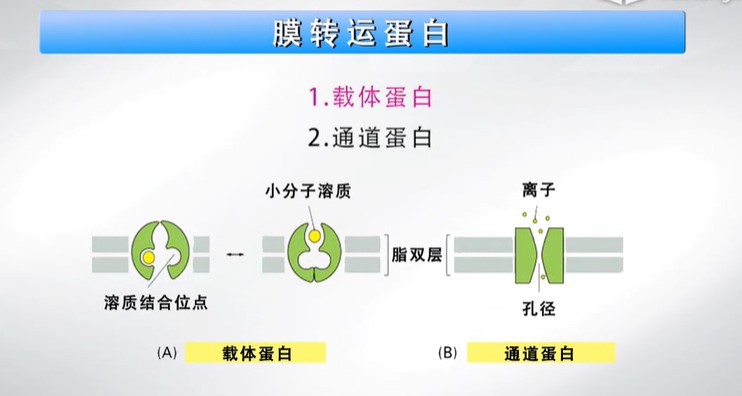 膜转运蛋白
1.载体蛋白
2.通道蛋白
小分子溶质
离子
脂双层
溶质结合位点
孔径
(A) 载体蛋白
(B) 通道蛋白